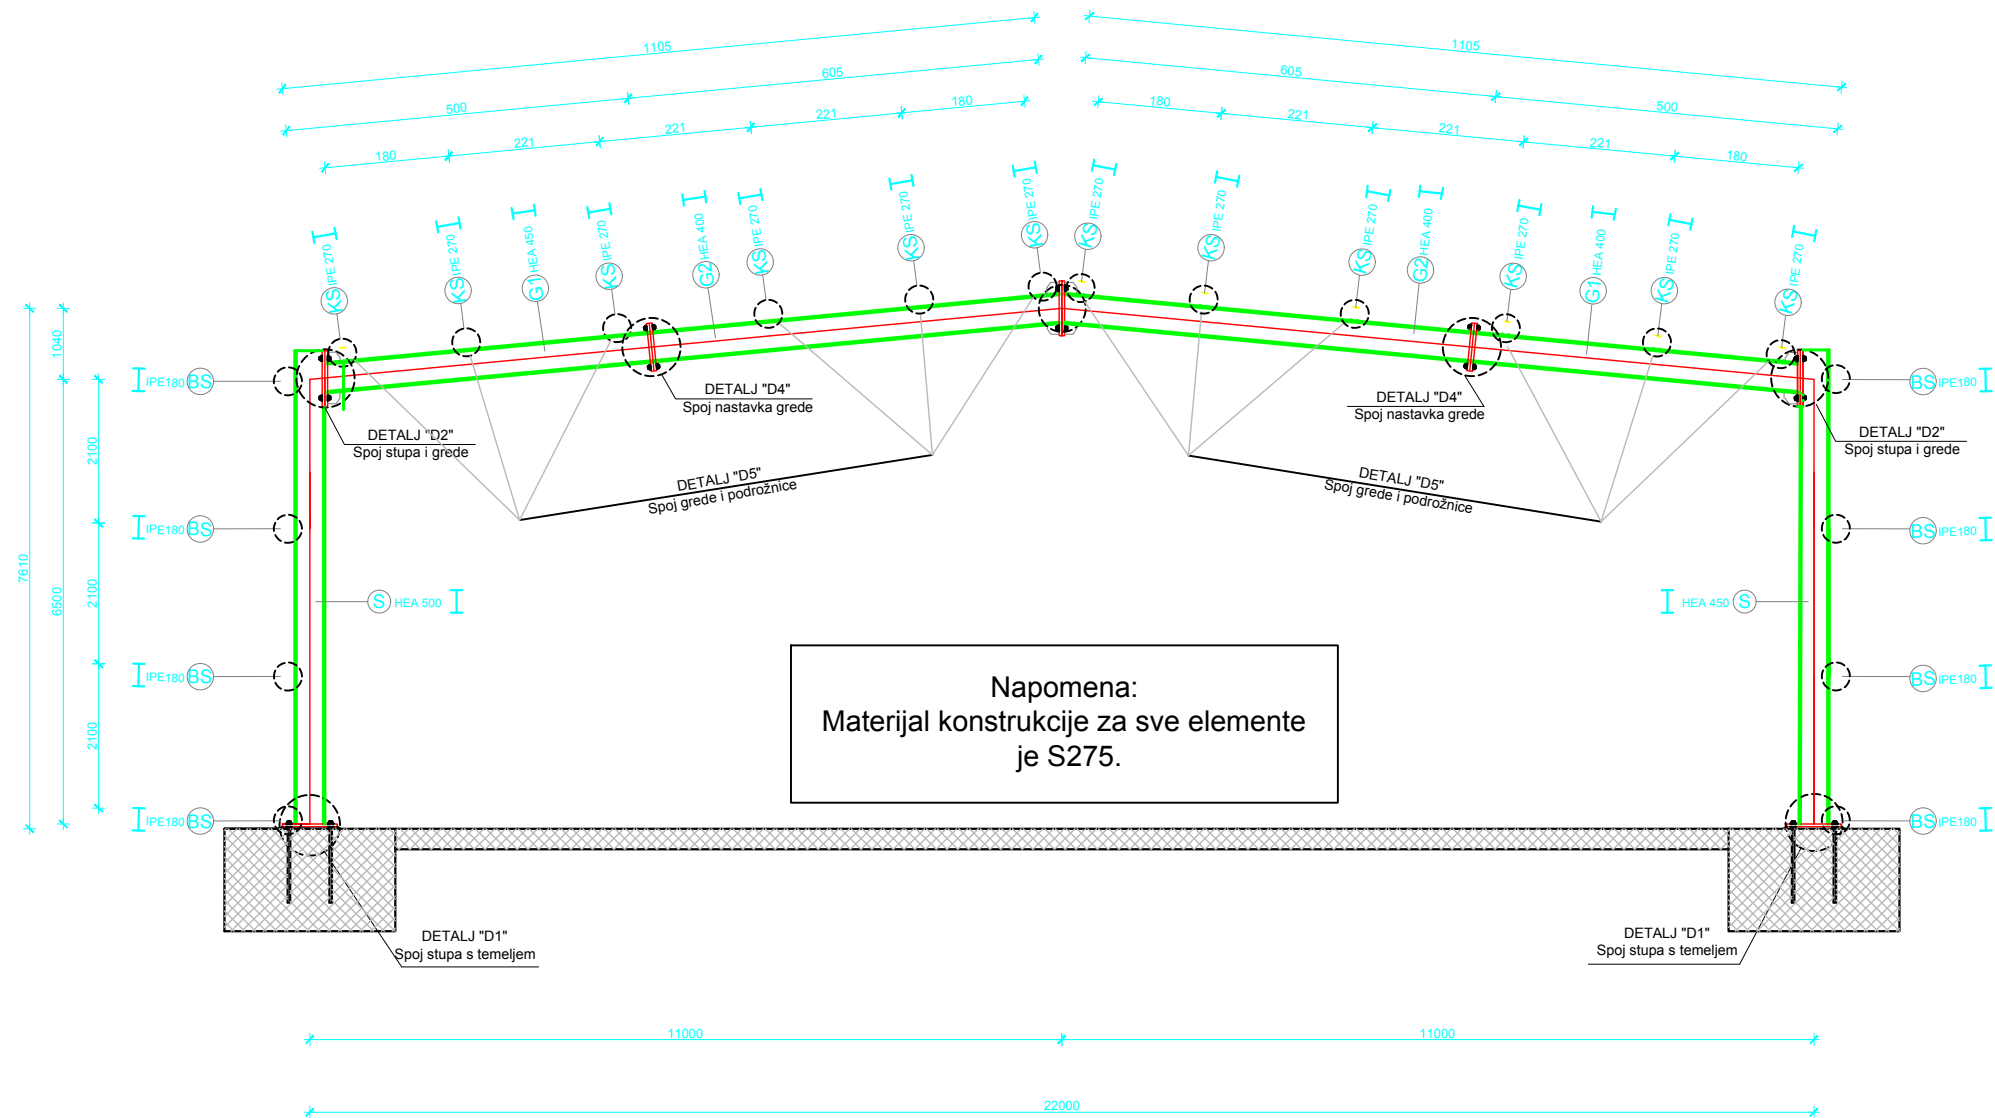 1105
1105
605
605
500
500
221
221
221
180
180
180
221
221
221
180
KS IPE 270
KS IPE 270
G1 HEA 450
KS IPE 270
G2 HEA 400
KS IPE 270
KS IPE 270
KS IPE 270
KS IPE 270
KS IPE 270
KS IPE 270
G2 HEA 400
KS IPE 270
G1 HEA 400
KS IPE 270
KS IPE 270
1040
7610
6500
2100
2100
2100
IPE180 BS
IPE180 BS
IPE180 BS
IPE180 BS
BS IPE180
BS IPE180
BS IPE180
BS IPE180
DETALJ "D4"
Spoj nastavka grede
DETALJ "D4"
Spoj nastavka grede
DETALJ "D2"
Spoj stupa i grede
DETALJ "D2"
Spoj stupa i grede
DETALJ "D5"
Spoj grede i podrožnice
DETALJ "D5"
Spoj grede i podrožnice
S HEA 500
HEA 450 S
Napomena:
Materijal konstrukcije za sve elemente
je S275.
DETALJ "D1"
Spoj stupa s temeljem
DETALJ "D1"
Spoj stupa s temeljem
11000
11000
22000